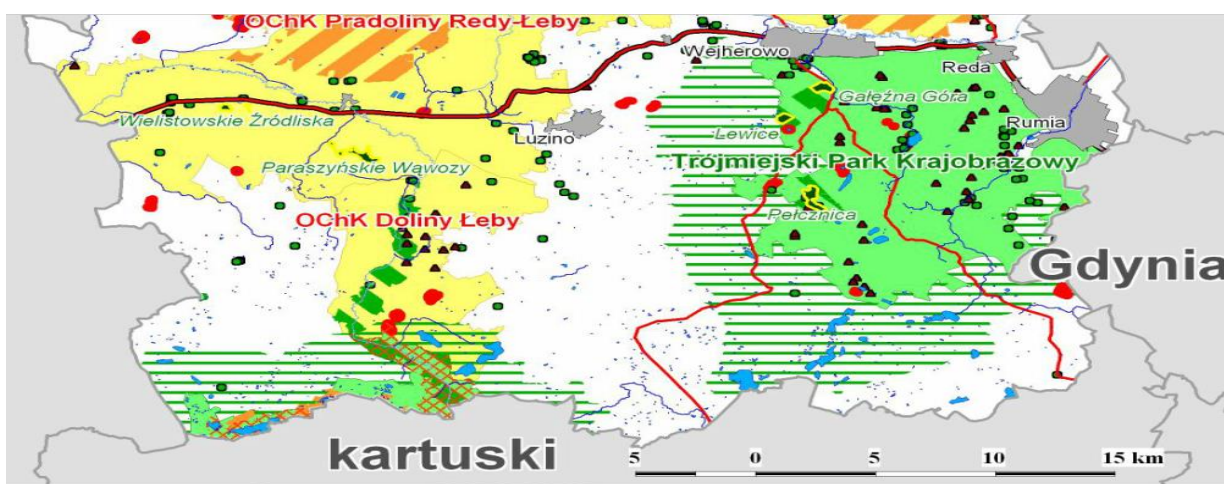 OChK Pradoliny Redy-Łeby
Wejherowo
Reda
Gałęźna Góra
Wielistowskie Źródliska
Luzino
Lewice
Rumia
Paraszyńskie Wąwozy
Trójmiejski Park Krajobrazowy
OChK Doliny Łeby
Pełcznica
Gdynia
kartuski
5 0 5 10 15 km